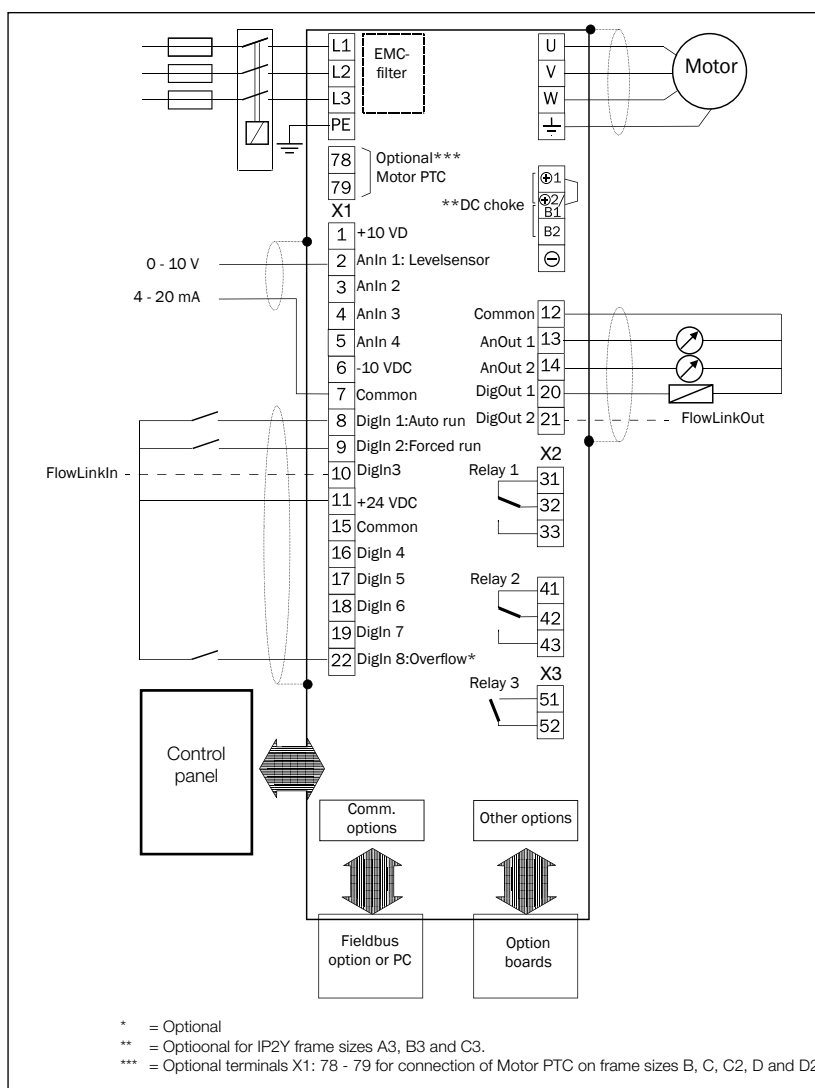 L1
L2
L3
PE
EMC-
filter
U
V
W
Motor
78
79
Optional***
Motor PTC
X1
**DC choke
1
2/
B1
B2
1 +10 VD
0 - 10 V
2 AnIn 1: Levelsensor
3 AnIn 2
4 - 20 mA
4 AnIn 3
5 AnIn 4
6 -10 VDC
7 Common
8 DigIn 1:Auto run
9 DigIn 2:Forced run
FlowLinkIn
10 DigIn3
11 +24 VDC
15 Common
16 DigIn 4
17 DigIn 5
18 DigIn 6
19 DigIn 7
22 DigIn 8:Overflow*
Common 12
AnOut 1 13
AnOut 2 14
DigOut 1 20
DigOut 2 21
FlowLinkOut
X2
Relay 1
31
32
33
Relay 2
41
42
43
X3
Relay 3
51
52
Control
panel
Comm.
options
Other options
Fieldbus
option or PC
Option
boards
* = Optional
** = Optioonal for IP2Y frame sizes A3, B3 and C3.
*** = Optional terminals X1: 78 - 79 for connection of Motor PTC on frame sizes B, C, C2, D and D2